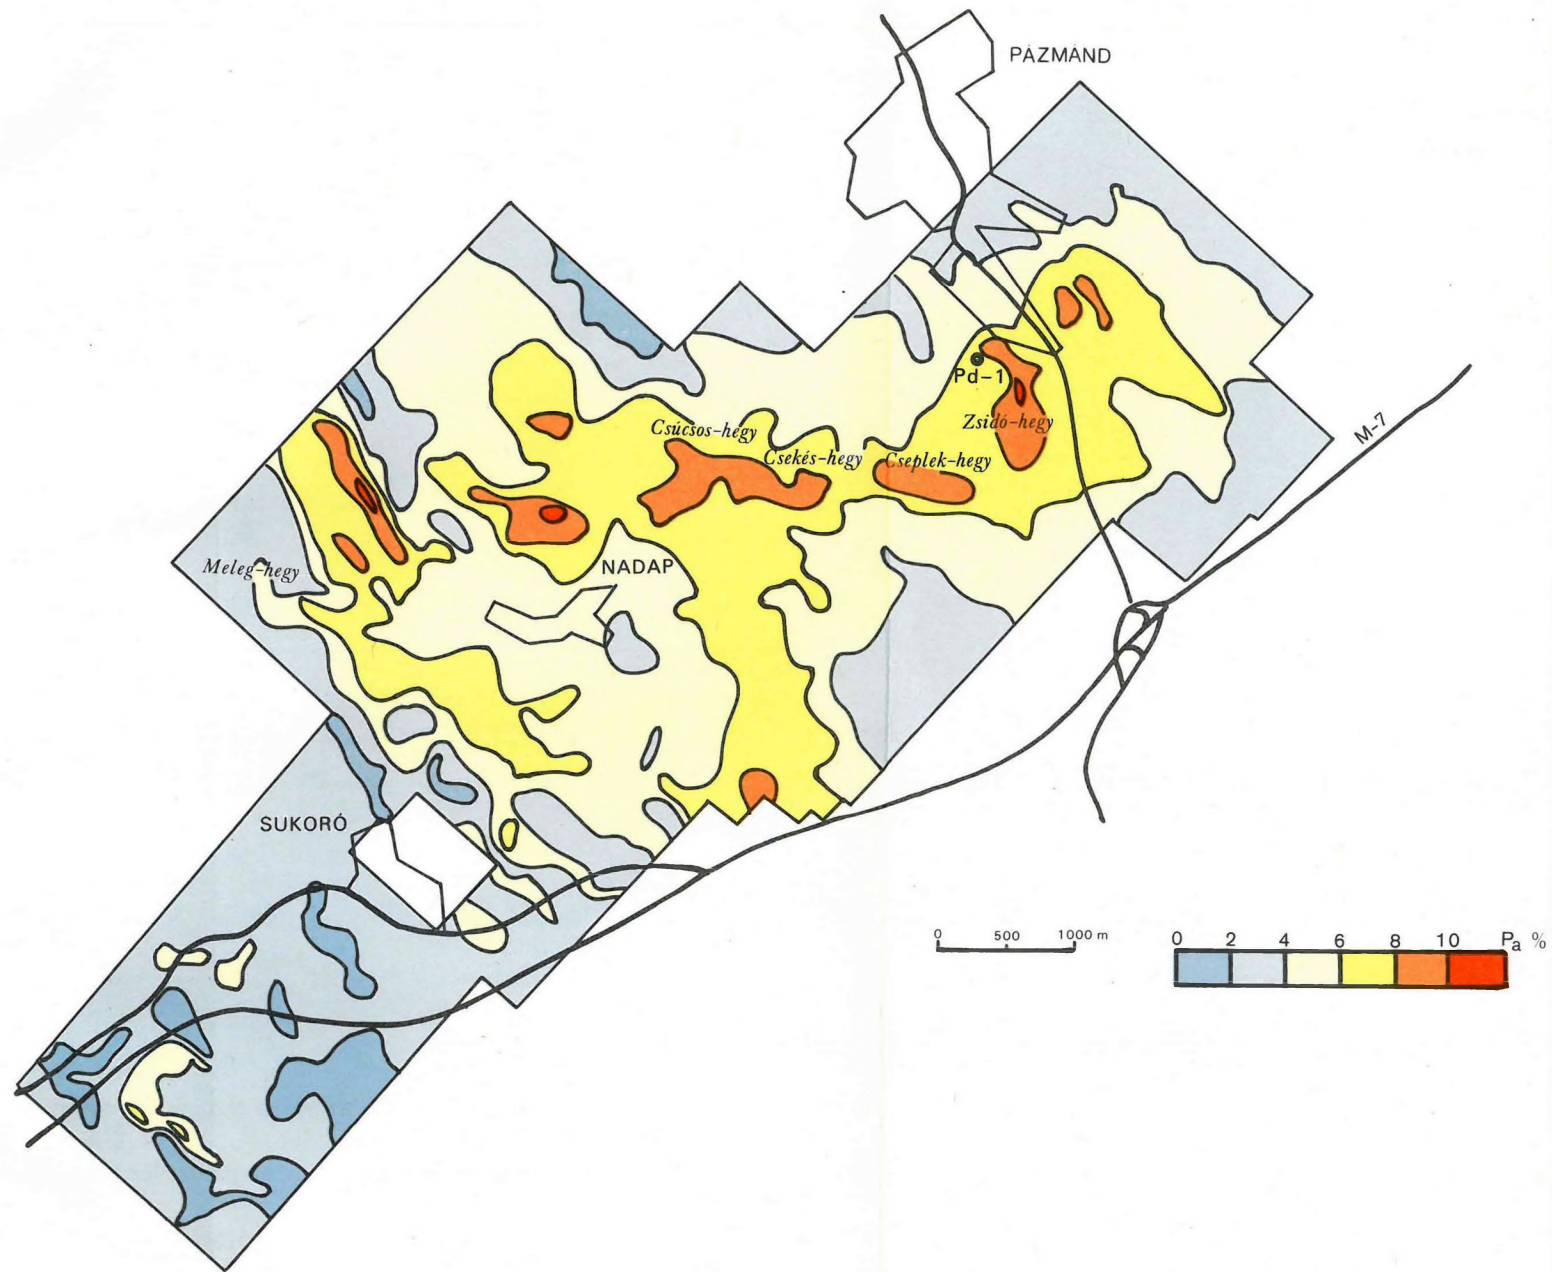 PÁZMÁND
Pd-1
Zsidó-hegy
M-7
Csúcsos-hegy
Csekés-hegy
Cseplek-hegy
Meleg-hegy
NADAP
SUKORÓ
0 500 1000 m
0 2 4 6 8 10 Pa %